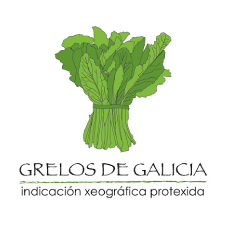 GRELOS DE GALICIA
indicación xeográfica protexida